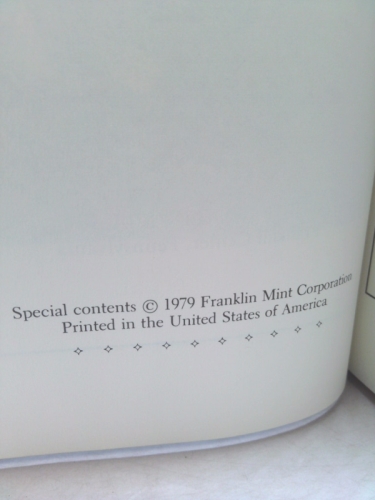 Special contents © 1979 Franklin Mint Corporation
Printed in the United States of America